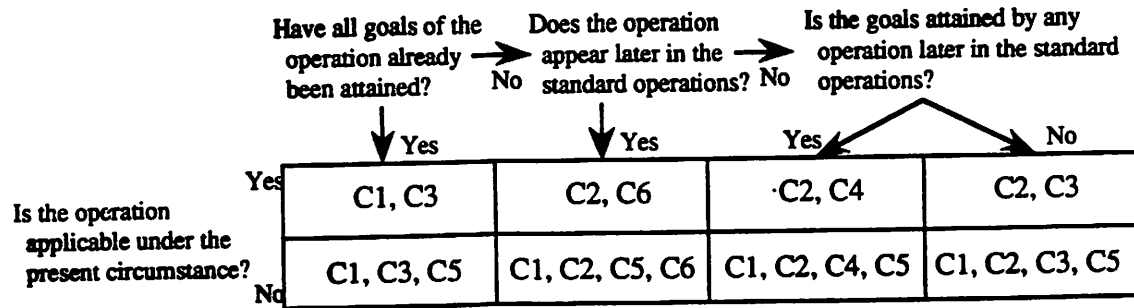 Have all goals of the
operation already
been attained?
No
Does the operation
appear later in the
standard operations?
No
Is the goals attained by any
operation later in the standard
operations?
Yes
Yes
Yes
No
Is the operation
applicable under the
present circumstance?
Yes
C1, C3
C2, C6
C2, C4
C2, C3
No
C1, C3, C5
C1, C2, C5, C6
C1, C2, C4, C5
C1, C2, C3, C5